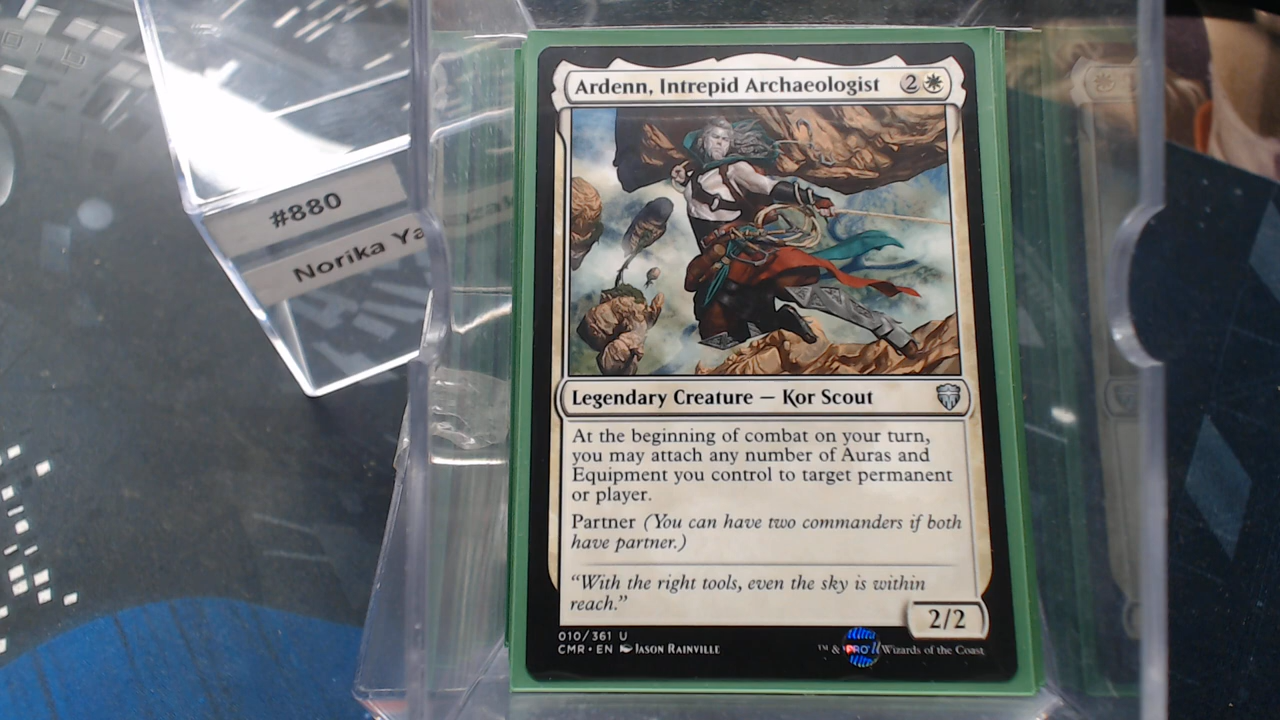 #880
Norika Ya
Ardenn, Intrepid Archaeologist 2
Legendary Creature — Kor Scout
At the beginning of combat on your turn,
you may attach any number of Auras and
Equipment you control to target permanent
or player.
Partner (You can have two commanders if both
have partner.)
"With the right tools, even the sky is within
reach."
2/2
010/361 U
CMR • EN Jason Rainville
™ & Wizards of the Coast